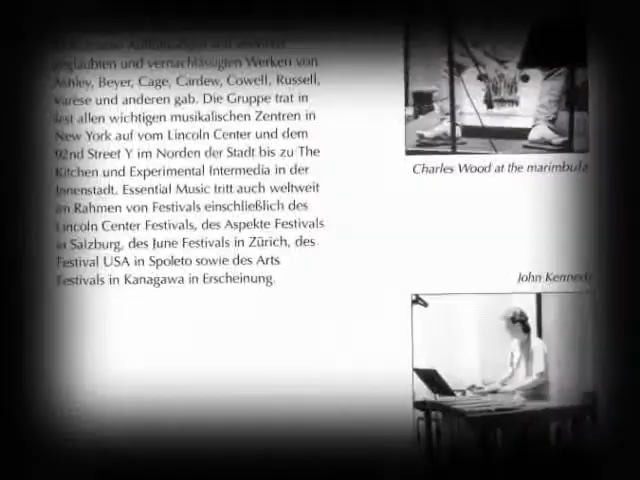 geglaubten und vernachlässigten Werken von
Ashley, Beyer, Cage, Cardew, Cowell, Russell,
Varese und anderen gab. Die Gruppe trat in
fast allen wichtigen musikalischen Zentren in
New York auf vom Lincoln Center und dem
92nd Street Y im Norden der Stadt bis zu The
Kitchen und Experimental Intermedia in der
Innenstadt. Essential Music tritt auch weltweit
im Rahmen von Festivals einschließlich des
Lincoln Center Festivals, des Aspekte Festivals
in Salzburg, des June Festivals in Zürich, des
Festival USA in Spoleto sowie des Arts
Festivals in Kanagawa in Erscheinung.
Charles Wood at the marimbula
John Kennedy